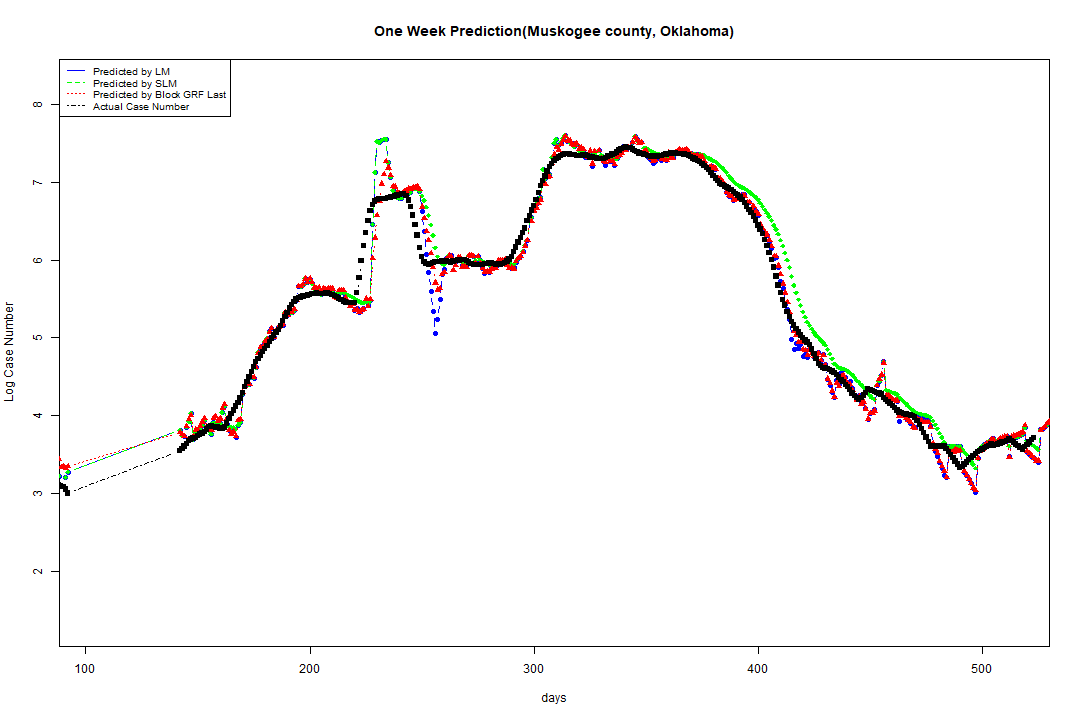 One Week Prediction(Muskogee county, Oklahoma)
Predicted by LM
Predicted by SLM
Predicted by Block GRF Last
Actual Case Number
8
7
6
5
4
3
2
Log Case Number
100 200 300 400 500
days